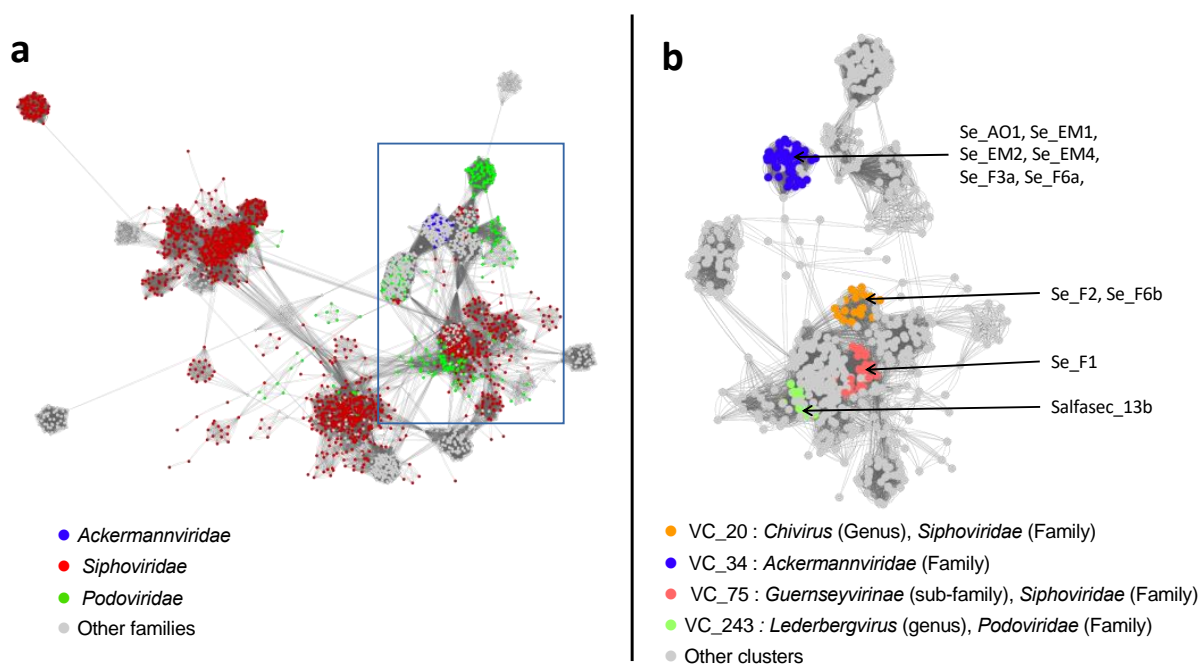 a
Ackermannviridae
Siphoviridae
Podoviridae
Other families
b
Se_AO1, Se_EM1,
Se_EM2, Se_EM4,
Se_F3a, Se_F6a,
Se_F2, Se_F6b
Se_F1
Salfasec_13b
VC_20 : Chivirus (Genus), Siphoviridae (Family)
VC_34 : Ackermannviridae (Family)
VC_75 : Guernseyvirinae (sub-family), Siphoviridae (Family)
VC_243 : Lederbergvirus (genus), Podoviridae (Family)
Other clusters